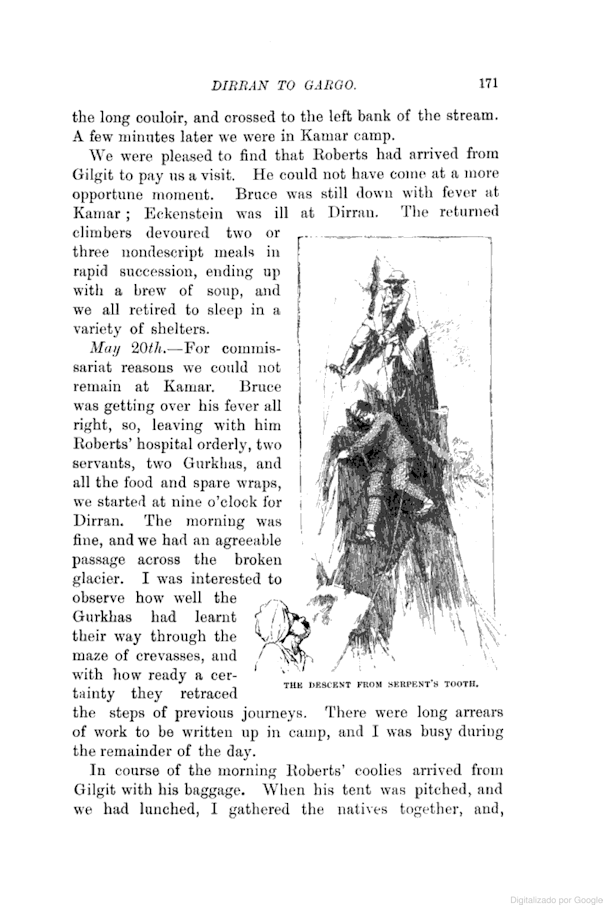 DIRRAN TO GARGO. 171
the long couloir, and crossed to the left bank of the stream.
A few minutes later we were in Kamar camp.
We were pleased to find that Roberts had arrived from
Gilgit to pay us a visit. He could not have come at a more
opportune moment. Bruce was still down with fever at
Kamar ; Eckenstein was ill at Dirran. The returned
climbers devoured two or
three nondescript meals in
rapid succession, ending up
with a brew of soup, and
we all retired to sleep in a
variety of shelters.
May 20th.—For commis-
sariat reasons we could not
remain at Kamar. Bruce
was getting over his fever all
right, so, leaving with him
Roberts' hospital orderly, two
servants, two Gurkhas, and
all the food and spare wraps,
we started at nine o'clock for
Dirran. The morning was
fine, and we had an agreeable
passage across the broken
glacier. I was interested to
observe how well the
Gurkhas had learnt
their way through the
maze of crevasses, and
with how ready a cer-
tainty they retraced
THE DESCENT FROM SERPENT'S TOOTH.
the steps of previous journeys. There were long arrears
of work to be written up in camp, and I was busy during
the remainder of the day.
In course of the morning Roberts' coolies arrived from
Gilgit with his baggage. When his tent was pitched, and
we had lunched, I gathered the natives together, and,
Digitalizado por Google